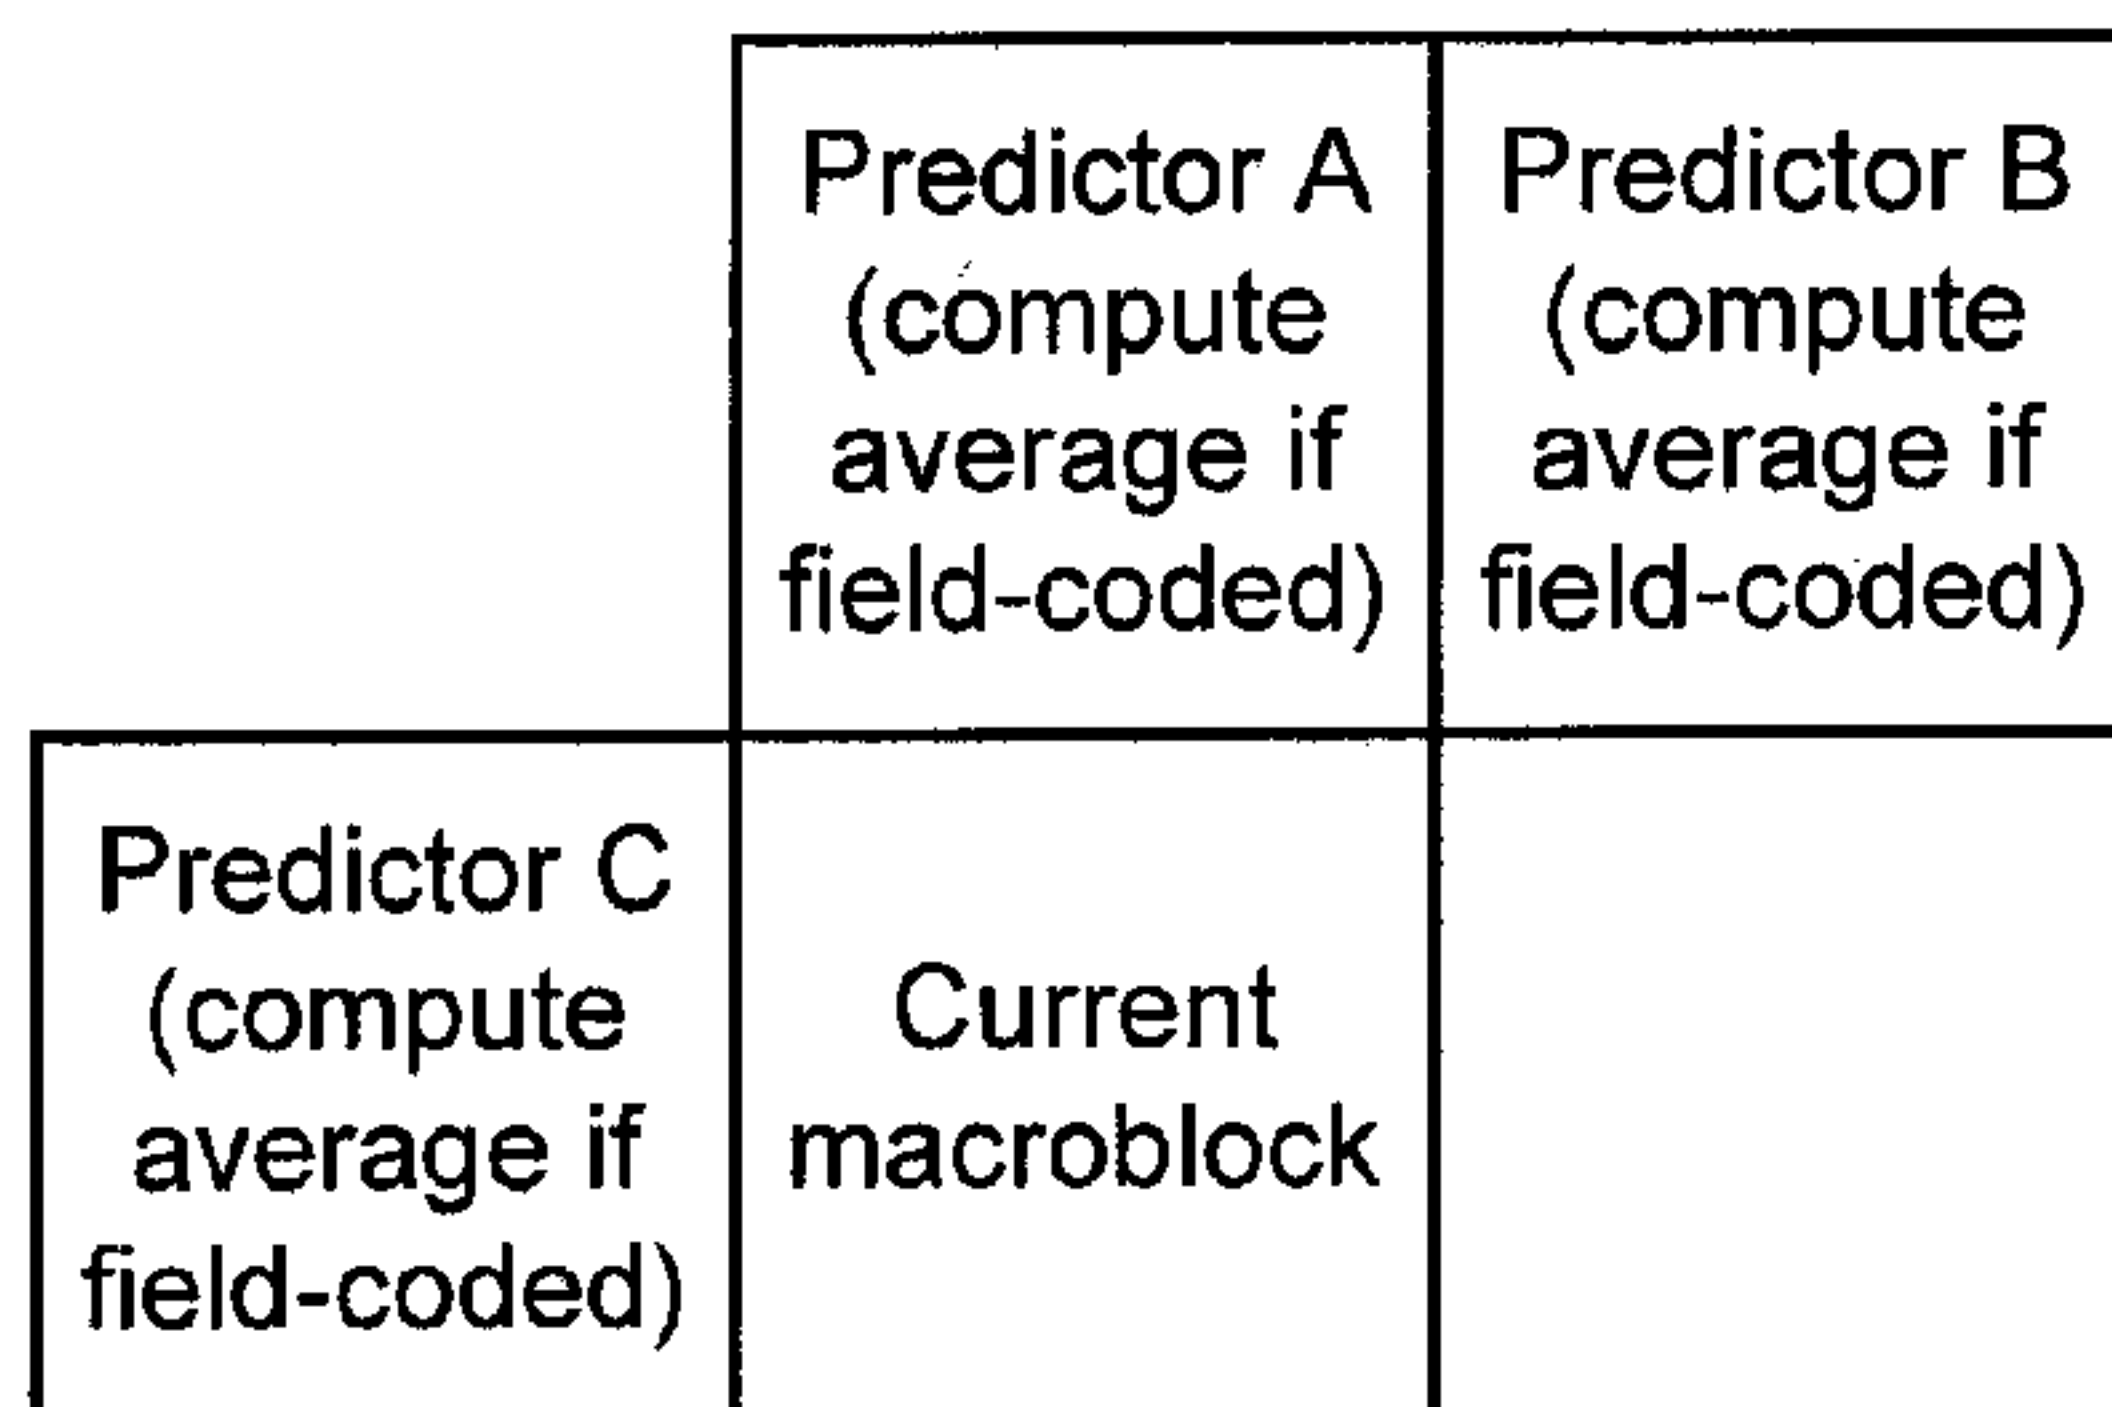 Predictor A
(compute
average if
field-coded)
Predictor B
(compute
average if
field-coded)
Predictor C
(compute
average if
field-coded)
Current
macroblock